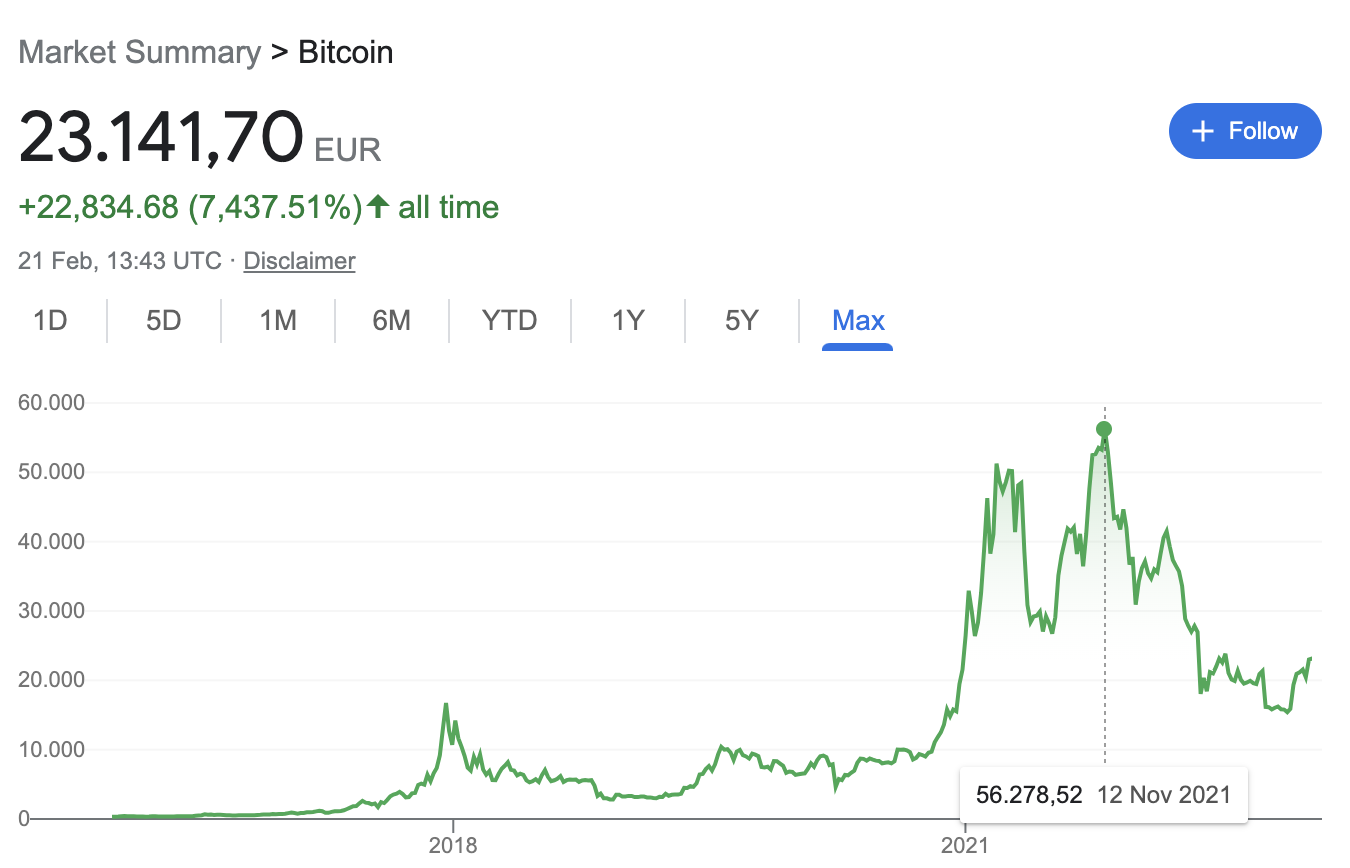 Market Summary > Bitcoin
23.141,70 EUR
+ Follow
+22,834.68 (7,437.51%)↑ all time
21 Feb, 13:43 UTC · Disclaimer
1D 5D 1M 6M YTD 1Y 5Y Max
60.000
50.000
40.000
30.000
20.000
10.000
0
56.278,52 12 Nov 2021
2018 2021